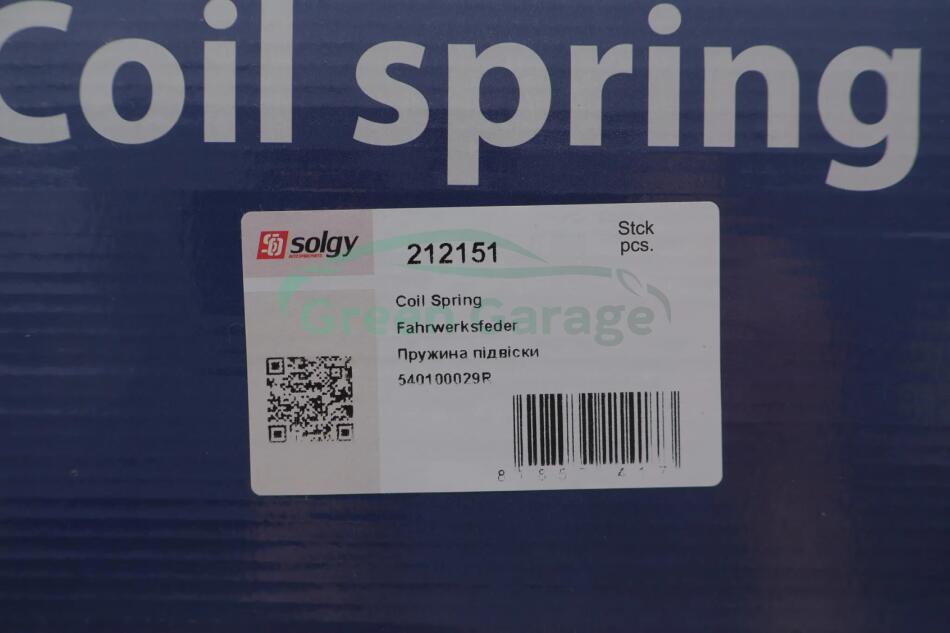 Coil spring
solgy
212151
Stck
pcs.
Coil Spring
Green Garage
Fahrwerksfeder
Пружина підвіски
540100029R